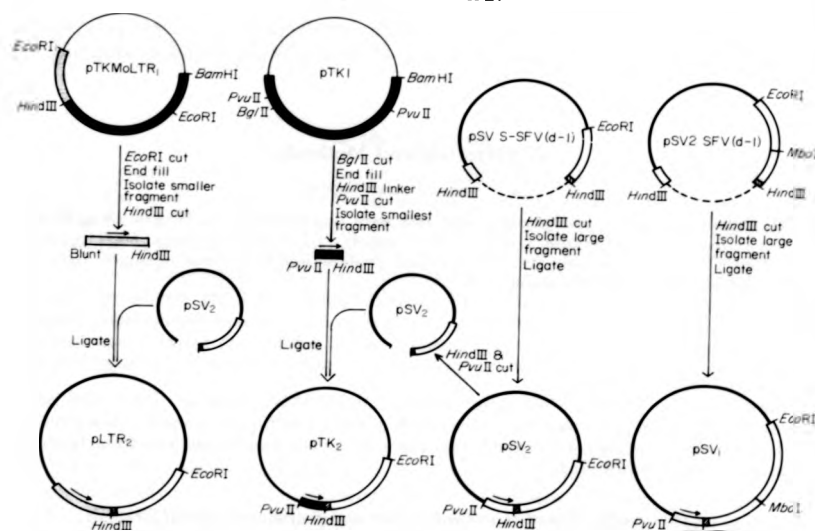 EcoRI
pTKMoLTR₁
BamHI
HindIII
EcoRI
EcoRI cut
End fill
Isolate smaller
fragment
HindIII cut
Blunt
HindIII
pSV₂
Ligate
pLTR₂
EcoRI
HindIII
pTK1
BamHI
PvuII
BglII
PvuII
BglII cut
End fill
HindIII linker
PvuII cut
Isolate smallest
fragment
PvuII
HindIII
pSV₂
Ligate
HindIII &
PvuII cut
pTK₂
EcoRI
PvuII
HindIII
pSV S-SFV(d-1)
EcoRI
HindIII
HindIII
HindIII cut
Isolate large
fragment
Ligate
pSV₂
EcoRI
PvuII
HindIII
EcoRI
pSV2 SFV(d-1)
MboI
HindIII
HindIII
HindIII cut
Isolate large
fragment
Ligate
EcoRI
pSV₁
MboI
PvuII